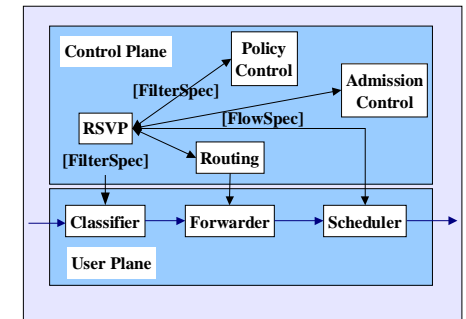 Control Plane
Policy
Control
Admission
Control
[FilterSpec]
[FlowSpec]
RSVP
[FilterSpec]
Routing
Classifier
Forwarder
Scheduler
User Plane